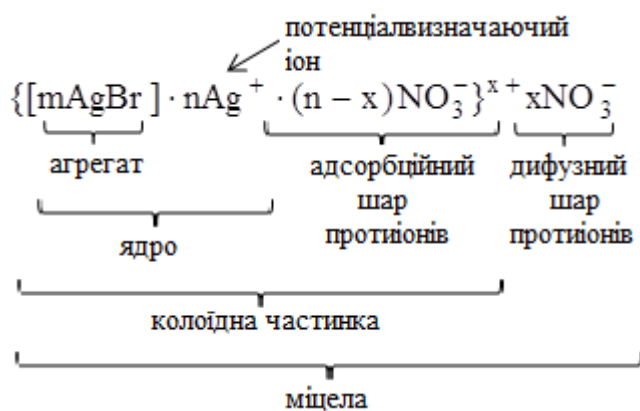 потенціалвизначаючий
іон
{[mAgBr] · nAg⁺ · (n − x)NO₃⁻}ˣ⁺ xNO₃⁻
агрегат
адсорбційний
шар
протиіонів
дифузний
шар
протиіонів
ядро
колоїдна частинка
міцела